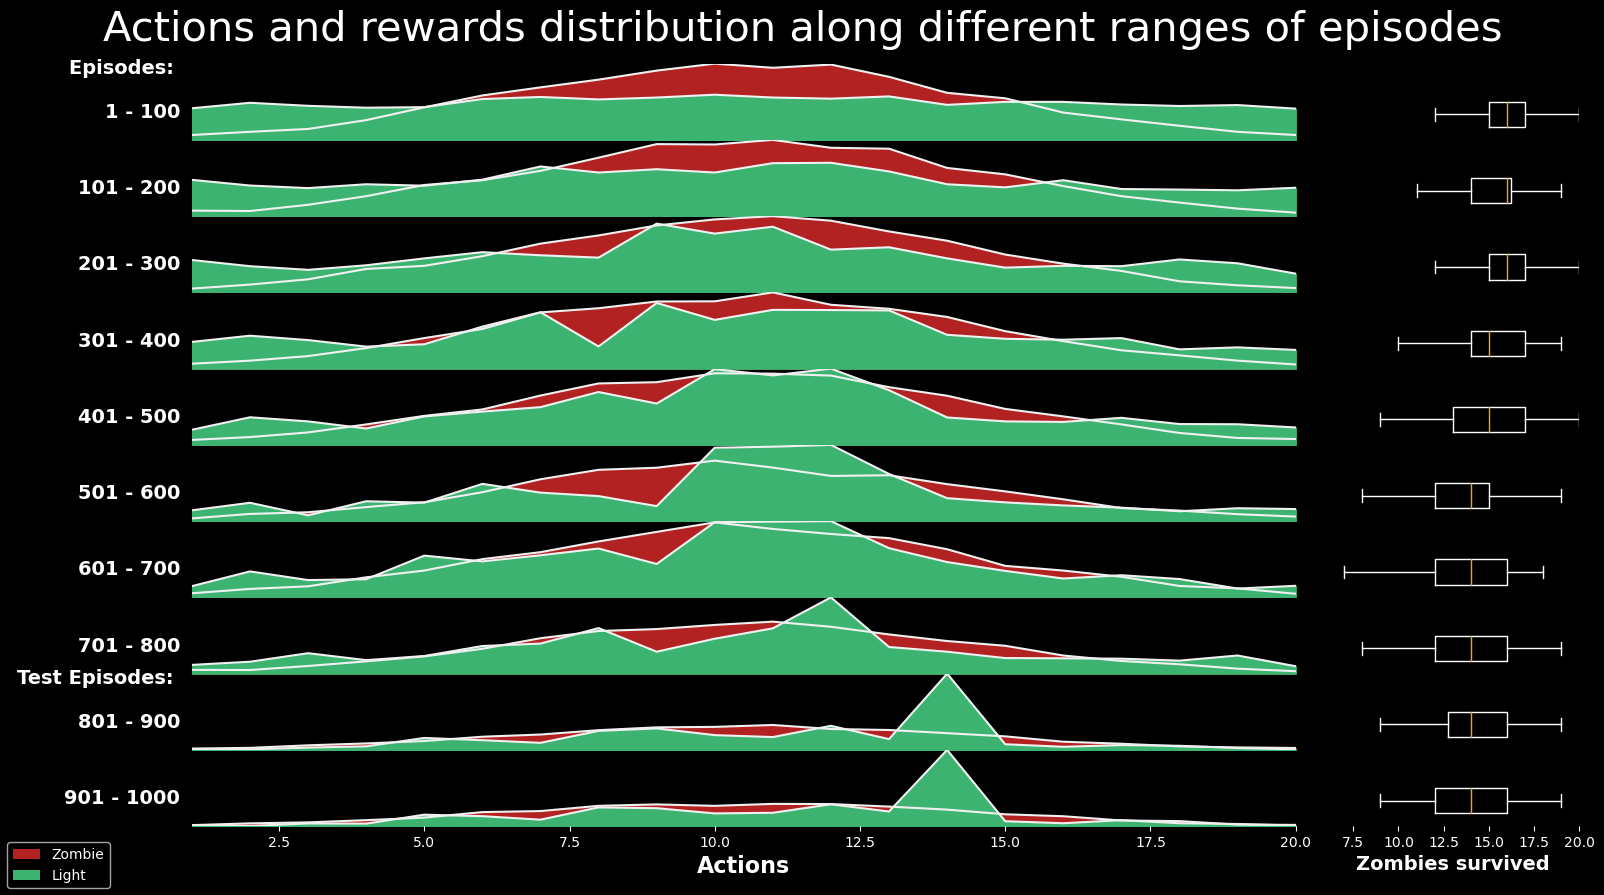 Actions and rewards distribution along different ranges of episodes
Episodes:
1 - 100
101 - 200
201 - 300
301 - 400
401 - 500
501 - 600
601 - 700
701 - 800
Test Episodes:
801 - 900
901 - 1000
2.5 5.0 7.5 10.0 12.5 15.0 17.5 20.0
7.5 10.0 12.5 15.0 17.5 20.0
Actions
Zombies survived
Zombie
Light